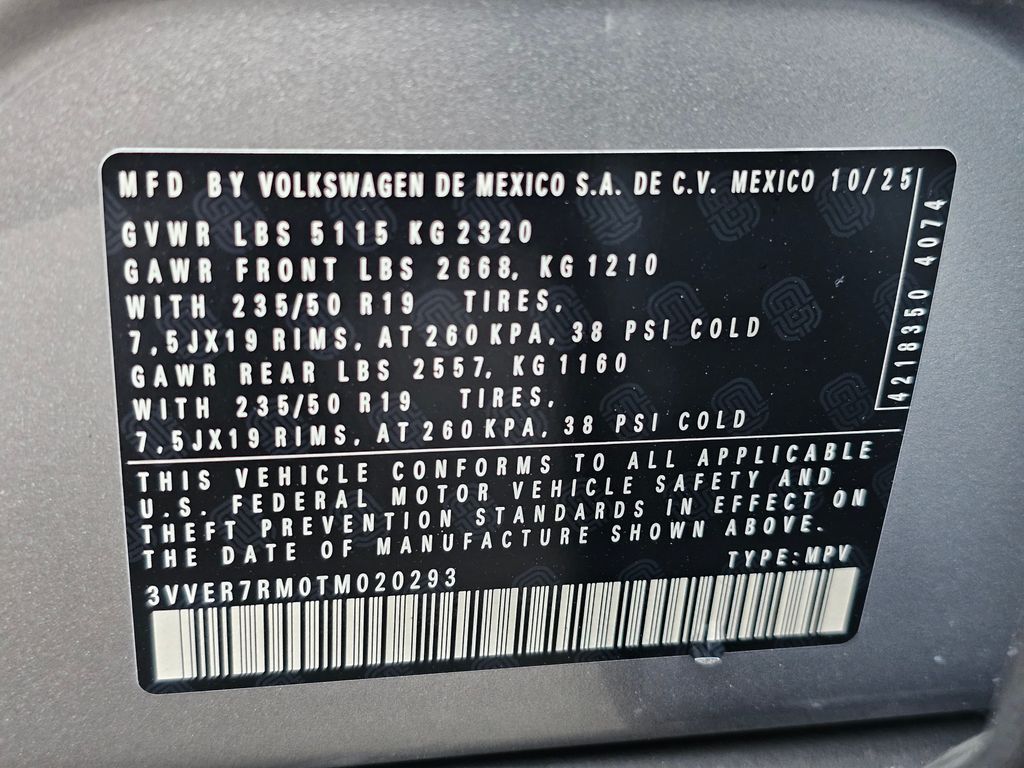 MFD BY VOLKSWAGEN DE MEXICO S.A. DE C.V. MEXICO 10/25
GVWR LBS 5115 KG 2320
GAWR FRONT LBS 2668, KG 1210
WITH 235/50 R19 TIRES,
7,5JX19 RIMS, AT 260 KPA, 38 PSI COLD
GAWR REAR LBS 2557, KG 1160
WITH 235/50 R19 TIRES,
7,5JX19 RIMS, AT 260 KPA, 38 PSI COLD
4218350 4074
THIS VEHICLE CONFORMS TO ALL APPLICABLE
U.S. FEDERAL MOTOR VEHICLE SAFETY AND
THEFT PREVENTION STANDARDS IN EFFECT ON
THE DATE OF MANUFACTURE SHOWN ABOVE.
TYPE:MPV
3VVER7RM0TM020293